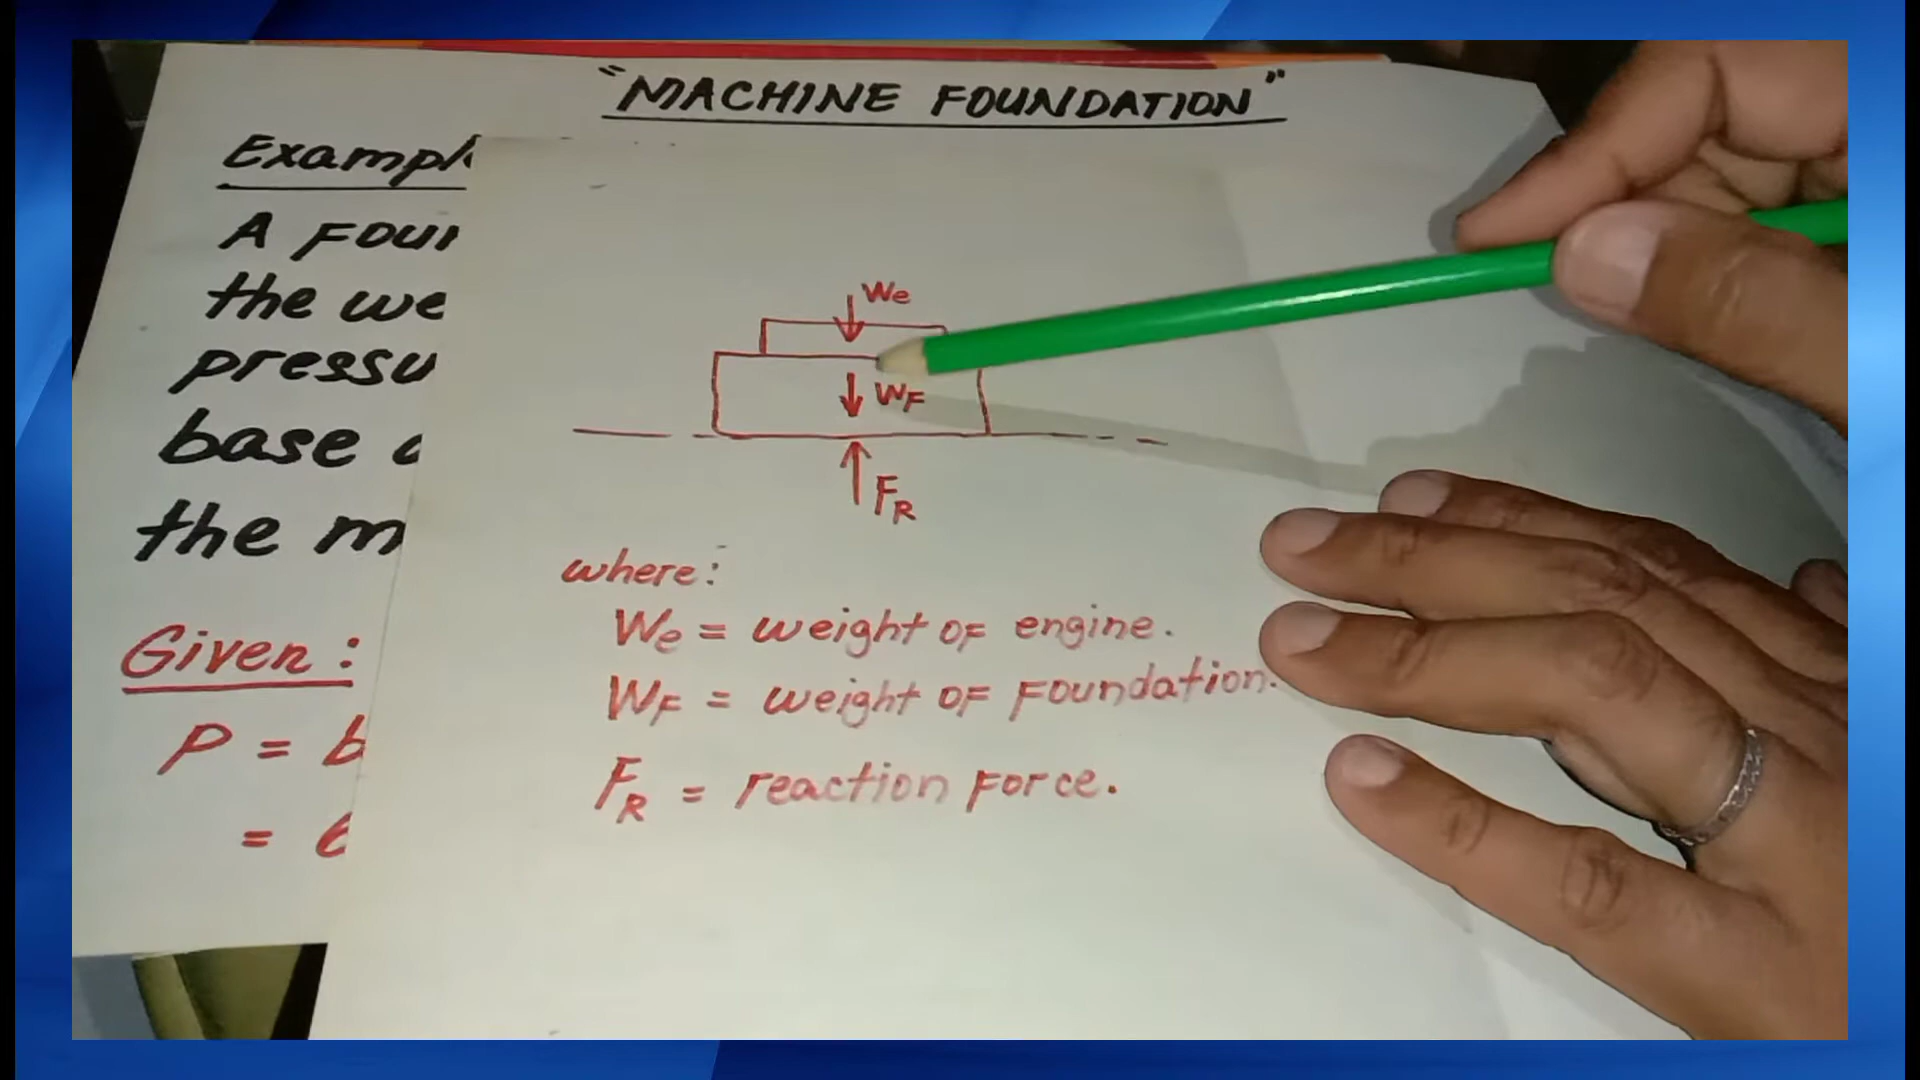 "MACHINE FOUNDATION"
Exampl
A Foun
the we
pressu
base
the m
Given:
P = b
=
We
WF
FR
where:
We = weight of engine.
WF = weight of Foundation.
FR = reaction Force.